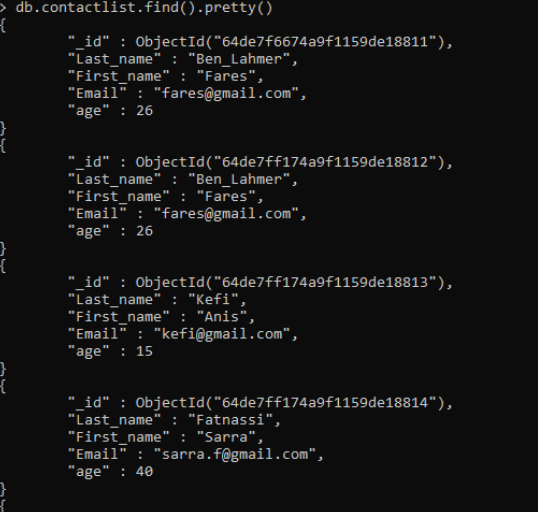 > db.contactlist.find().pretty()
{
"_id" : ObjectId("64de7f6674a9f1159de18811"),
"Last_name" : "Ben_Lahmer",
"First_name" : "Fares",
"Email" : "fares@gmail.com",
"age" : 26
}
{
"_id" : ObjectId("64de7ff174a9f1159de18812"),
"Last_name" : "Ben_Lahmer",
"First_name" : "Fares",
"Email" : "fares@gmail.com",
"age" : 26
}
{
"_id" : ObjectId("64de7ff174a9f1159de18813"),
"Last_name" : "Kefi",
"First_name" : "Anis",
"Email" : "kefi@gmail.com",
"age" : 15
}
{
"_id" : ObjectId("64de7ff174a9f1159de18814"),
"Last_name" : "Fatnassi",
"First_name" : "Sarra",
"Email" : "sarra.f@gmail.com",
"age" : 40
}
{